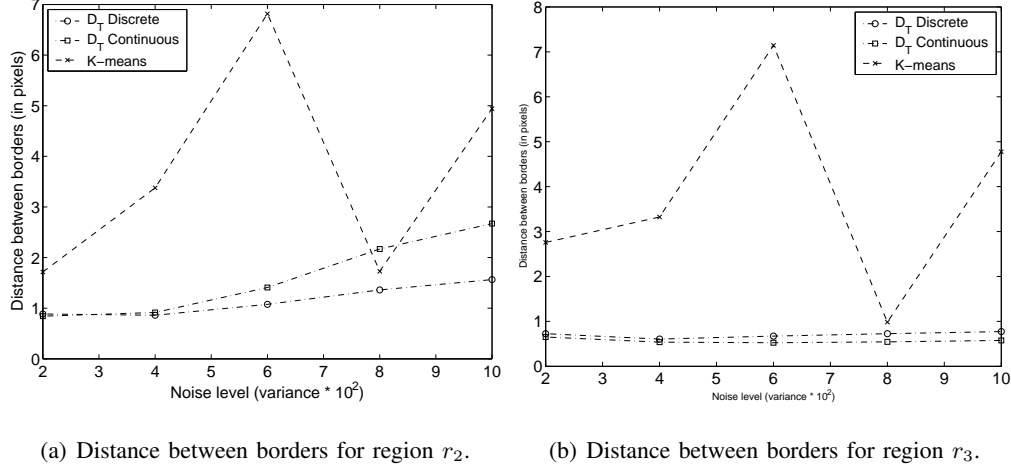 7
6
5
4
3
2
1
0
Distance between borders (in pixels)
D_T Discrete
D_T Continuous
K−means
2 3 4 5 6 7 8 9 10
Noise level (variance * 10^2)
8
7
6
5
4
3
2
1
0
Distance between borders (in pixels)
D_T Discrete
D_T Continuous
K−means
2 3 4 5 6 7 8 9 10
Noise level (variance * 10^2)
(a) Distance between borders for region r_2.
(b) Distance between borders for region r_3.